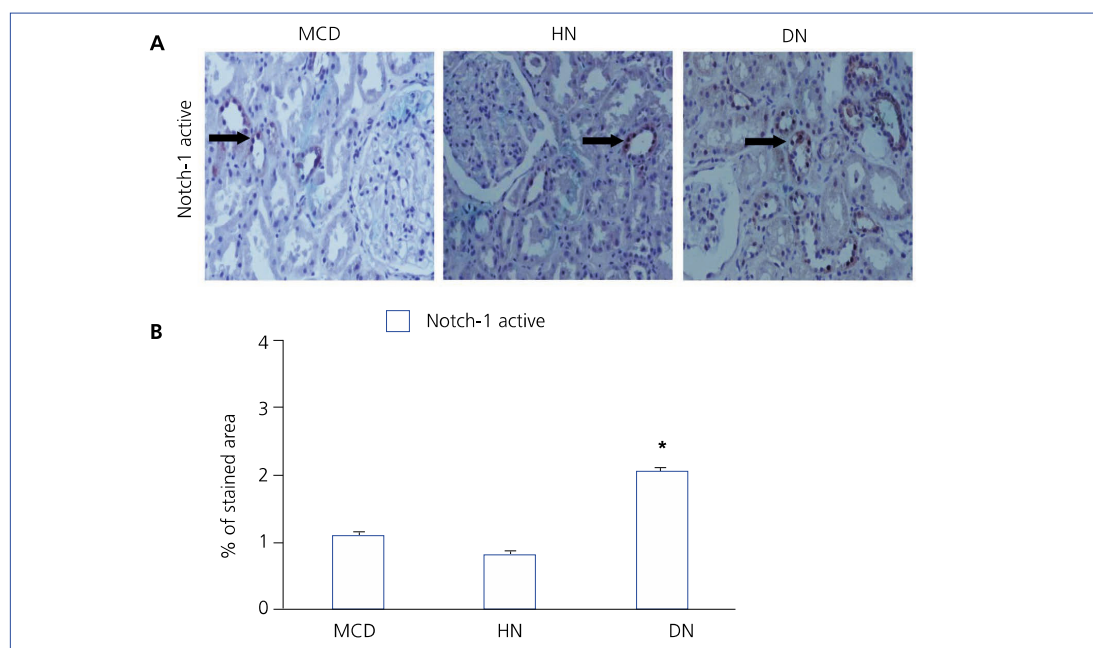 A
MCD
HN
DN
Notch-1 active
B
Notch-1 active
% of stained area
4
3
2
1
0
*
MCD
HN
DN